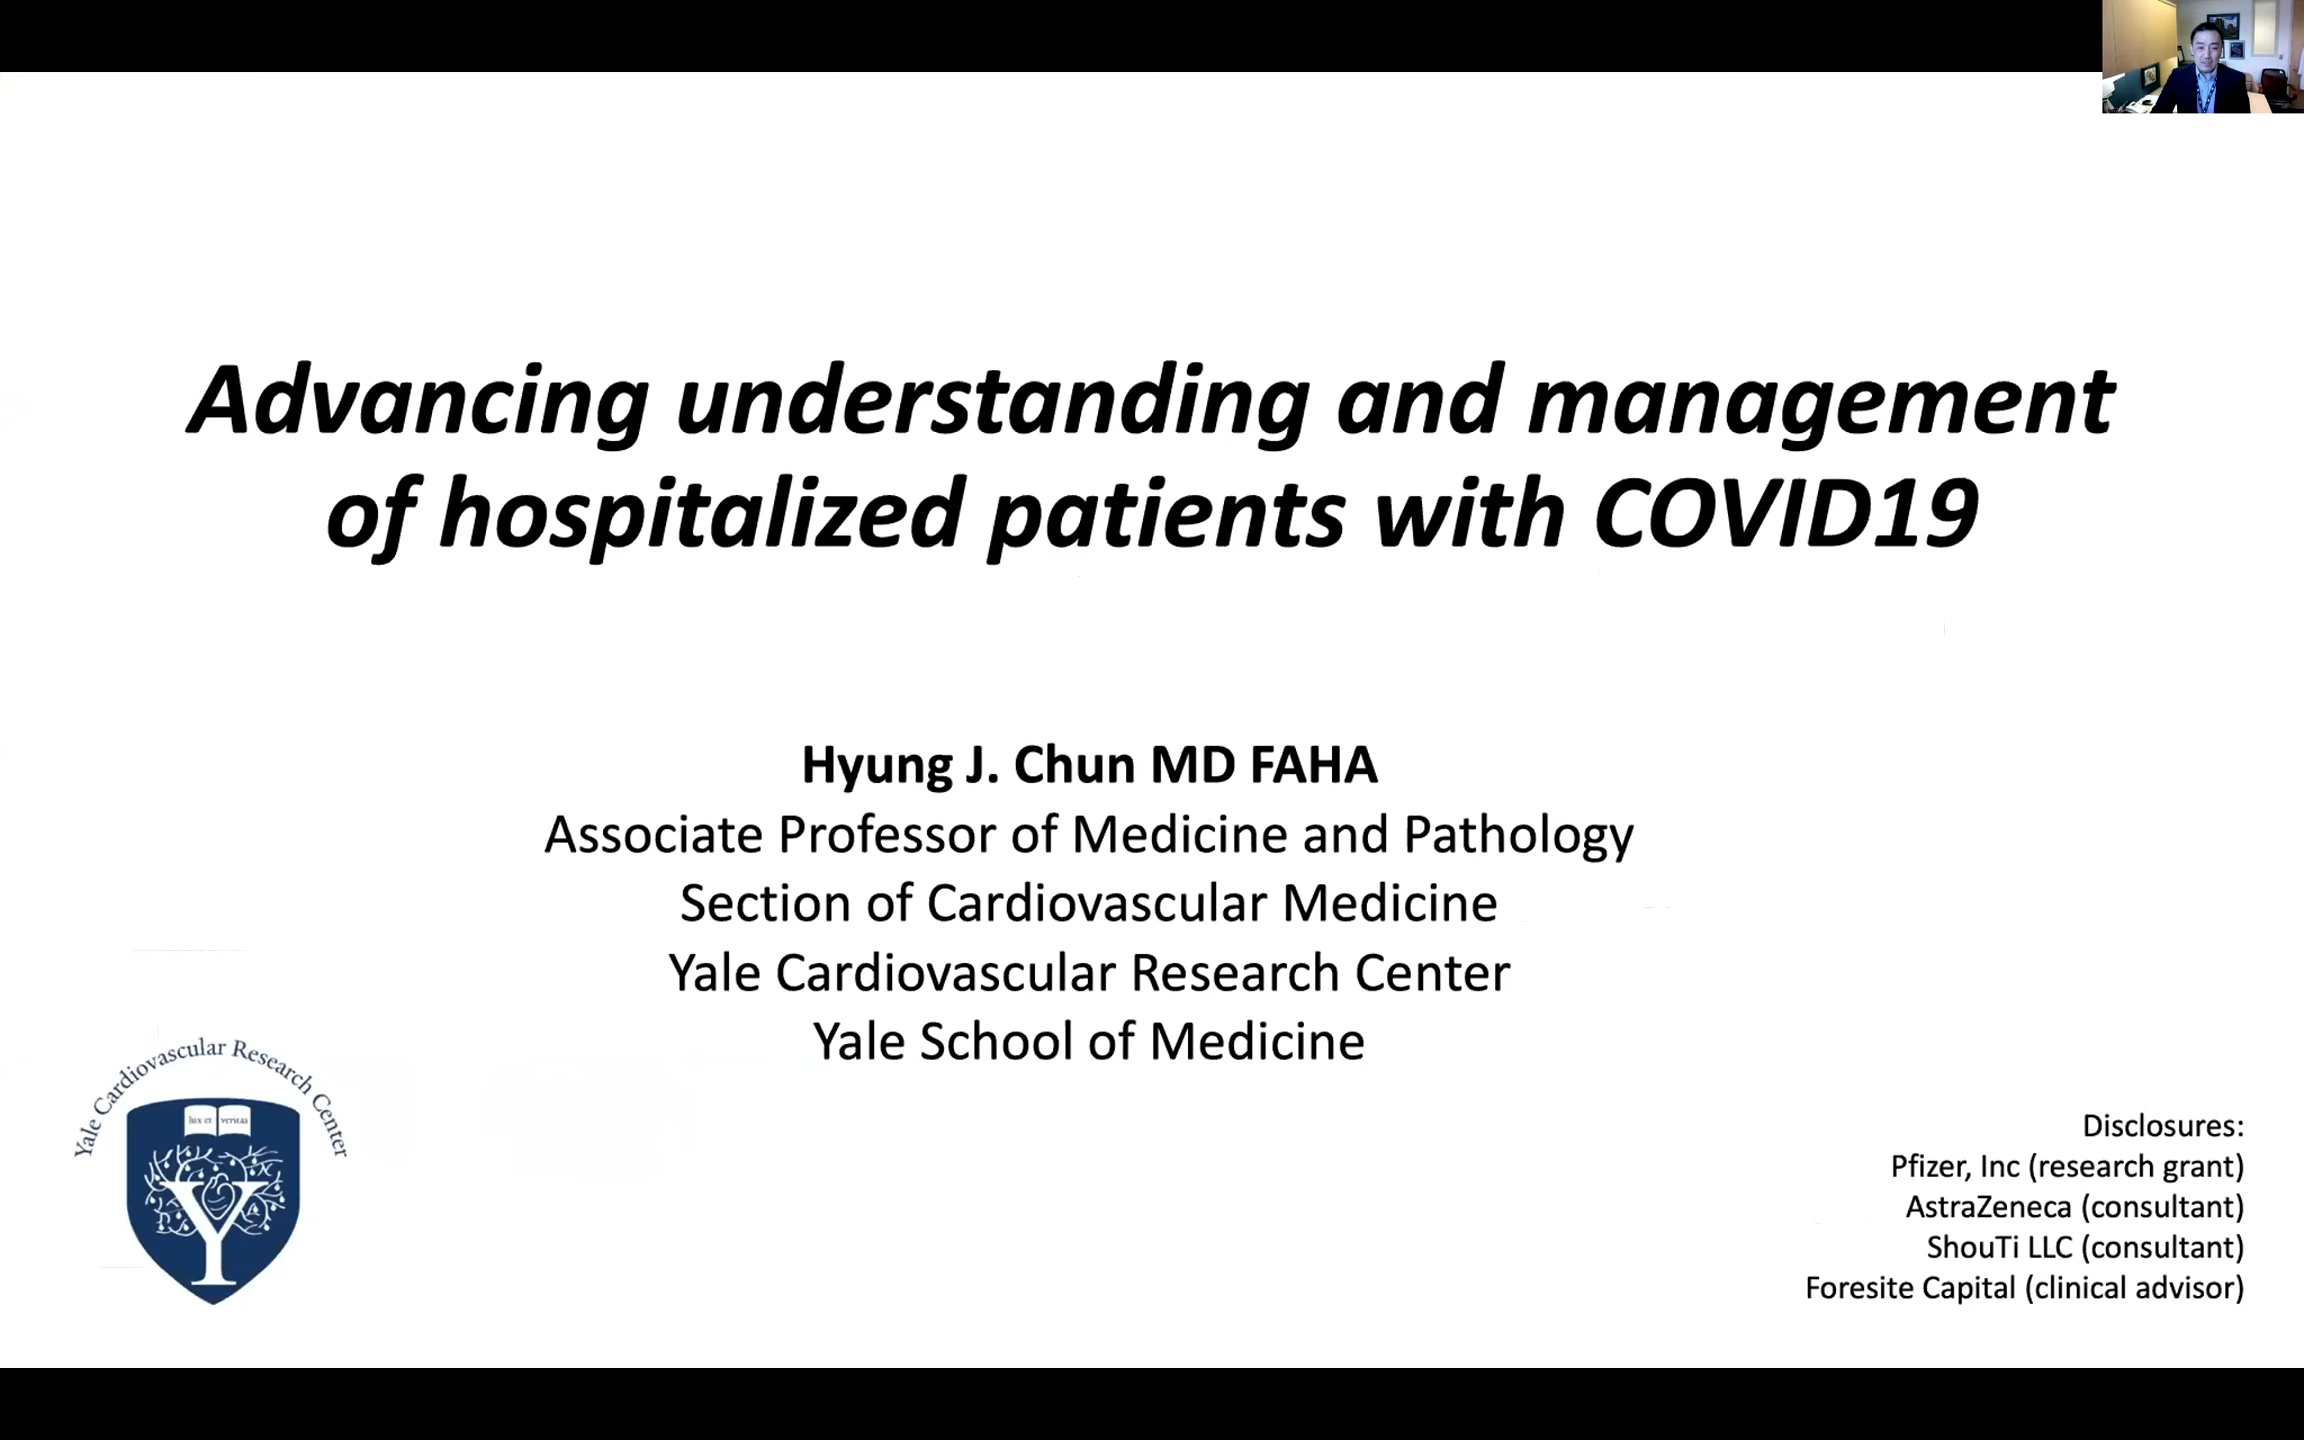 Advancing understanding and management
of hospitalized patients with COVID19
Hyung J. Chun MD FAHA
Associate Professor of Medicine and Pathology
Section of Cardiovascular Medicine
Yale Cardiovascular Research Center
Yale School of Medicine
Yale Cardiovascular Research Center
lux et veritas
Y
Disclosures:
Pfizer, Inc (research grant)
AstraZeneca (consultant)
ShouTi LLC (consultant)
Foresite Capital (clinical advisor)